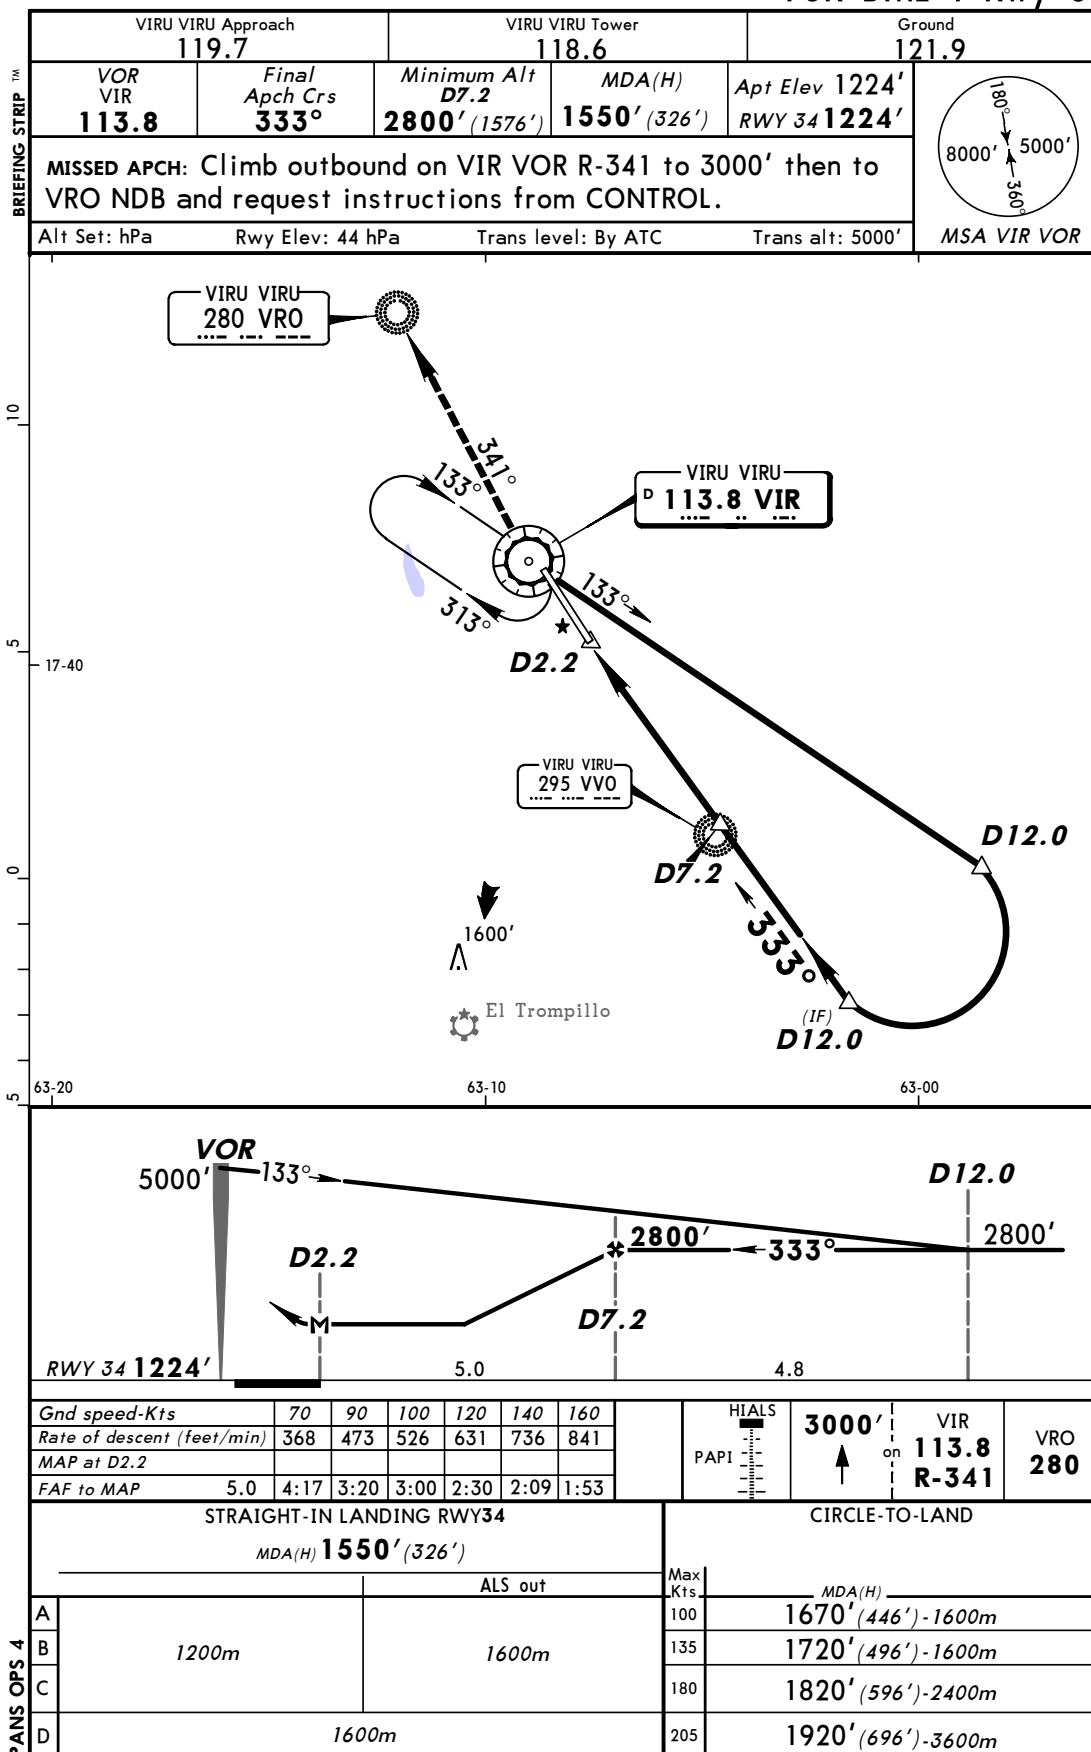 VIRU VIRU Approach
119.7
VIRU VIRU Tower
118.6
Ground
121.9
BRIEFING STRIP ™
VOR
VIR
113.8
Final
Apch Crs
333°
Minimum Alt
D7.2
2800' (1576')
MDA(H)
1550' (326')
Apt Elev 1224'
RWY 34 1224'
MISSED APCH: Climb outbound on VIR VOR R-341 to 3000' then to
VRO NDB and request instructions from CONTROL.
Alt Set: hPa Rwy Elev: 44 hPa Trans level: By ATC Trans alt: 5000'
180°
8000' 5000'
360°
MSA VIR VOR
VIRU VIRU
280 VRO
10
341°
133°
VIRU VIRU
D 113.8 VIR
133°
313°
5
17-40
D2.2
VIRU VIRU
295 VVO
D12.0
D7.2
0
333°
1600'
El Trompillo
(IF)
D12.0
5
63-20 63-10 63-00
VOR
5000'
133°
D12.0
2800'
333°
2800'
D2.2
M
D7.2
RWY 34 1224'
5.0 4.8
Gnd speed-Kts 70 90 100 120 140 160
Rate of descent (feet/min) 368 473 526 631 736 841
MAP at D2.2
FAF to MAP 5.0 4:17 3:20 3:00 2:30 2:09 1:53
HIALS
PAPI
3000'
on
VIR
113.8
R-341
VRO
280
STRAIGHT-IN LANDING RWY34
MDA(H) 1550' (326')
ALS out
A
B
C
D
1200m
1600m
1600m
CIRCLE-TO-LAND
Max
Kts
MDA(H)
100 1670' (446')-1600m
135 1720' (496')-1600m
180 1820' (596')-2400m
205 1920' (696')-3600m
PANS OPS 4